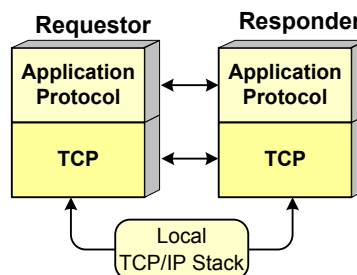 Requestor
Responder
Application
Protocol
Application
Protocol
TCP
TCP
Local
TCP/IP Stack